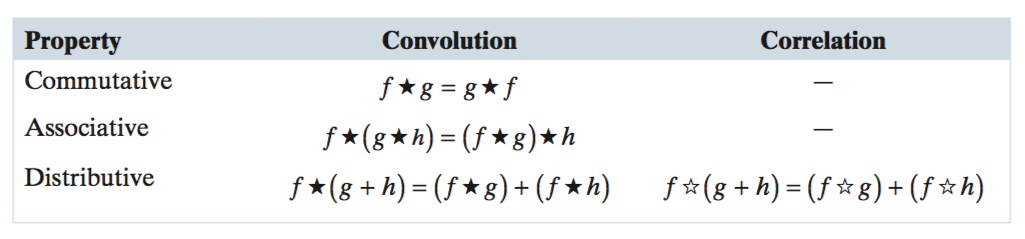 Property Convolution Correlation
Commutative f ★ g = g ★ f —
Associative f ★ (g ★ h) = (f ★ g) ★ h —
Distributive f ★ (g + h) = (f ★ g) + (f ★ h) f ☆ (g + h) = (f ☆ g) + (f ☆ h)